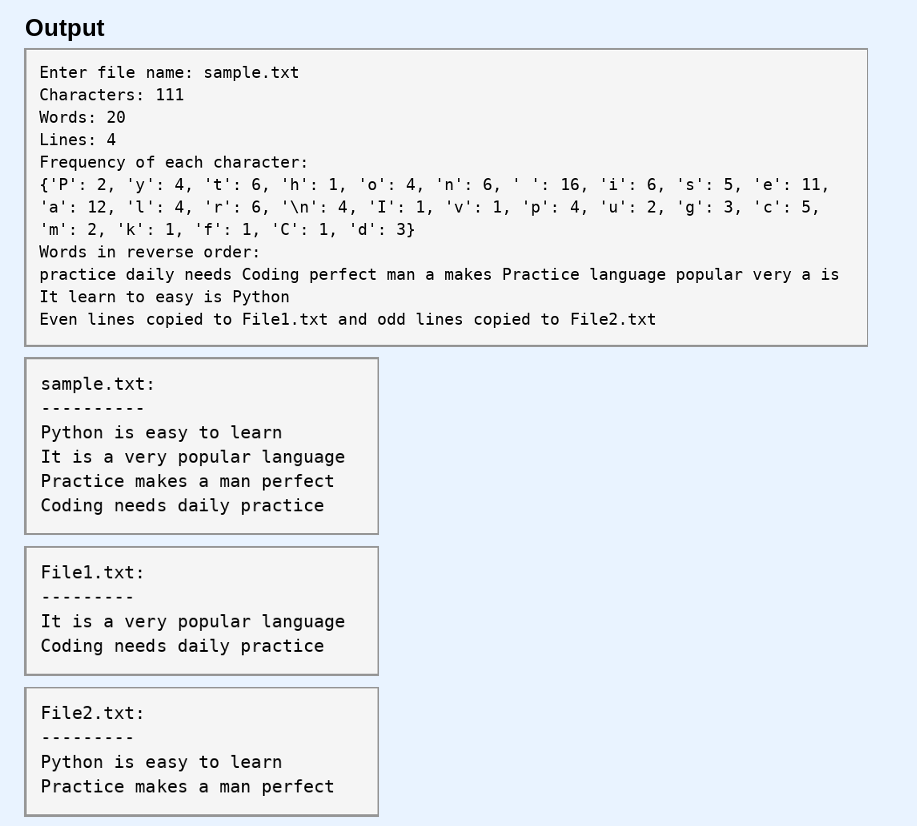 Output
Enter file name: sample.txt
Characters: 111
Words: 20
Lines: 4
Frequency of each character:
{'P': 2, 'y': 4, 't': 6, 'h': 1, 'o': 4, 'n': 6, ' ': 16, 'i': 6, 's': 5, 'e': 11,
'a': 12, 'l': 4, 'r': 6, '\n': 4, 'I': 1, 'v': 1, 'p': 4, 'u': 2, 'g': 3, 'c': 5,
'm': 2, 'k': 1, 'f': 1, 'C': 1, 'd': 3}
Words in reverse order:
practice daily needs Coding perfect man a makes Practice language popular very a is
It learn to easy is Python
Even lines copied to File1.txt and odd lines copied to File2.txt
sample.txt:
----------
Python is easy to learn
It is a very popular language
Practice makes a man perfect
Coding needs daily practice
File1.txt:
---------
It is a very popular language
Coding needs daily practice
File2.txt:
---------
Python is easy to learn
Practice makes a man perfect